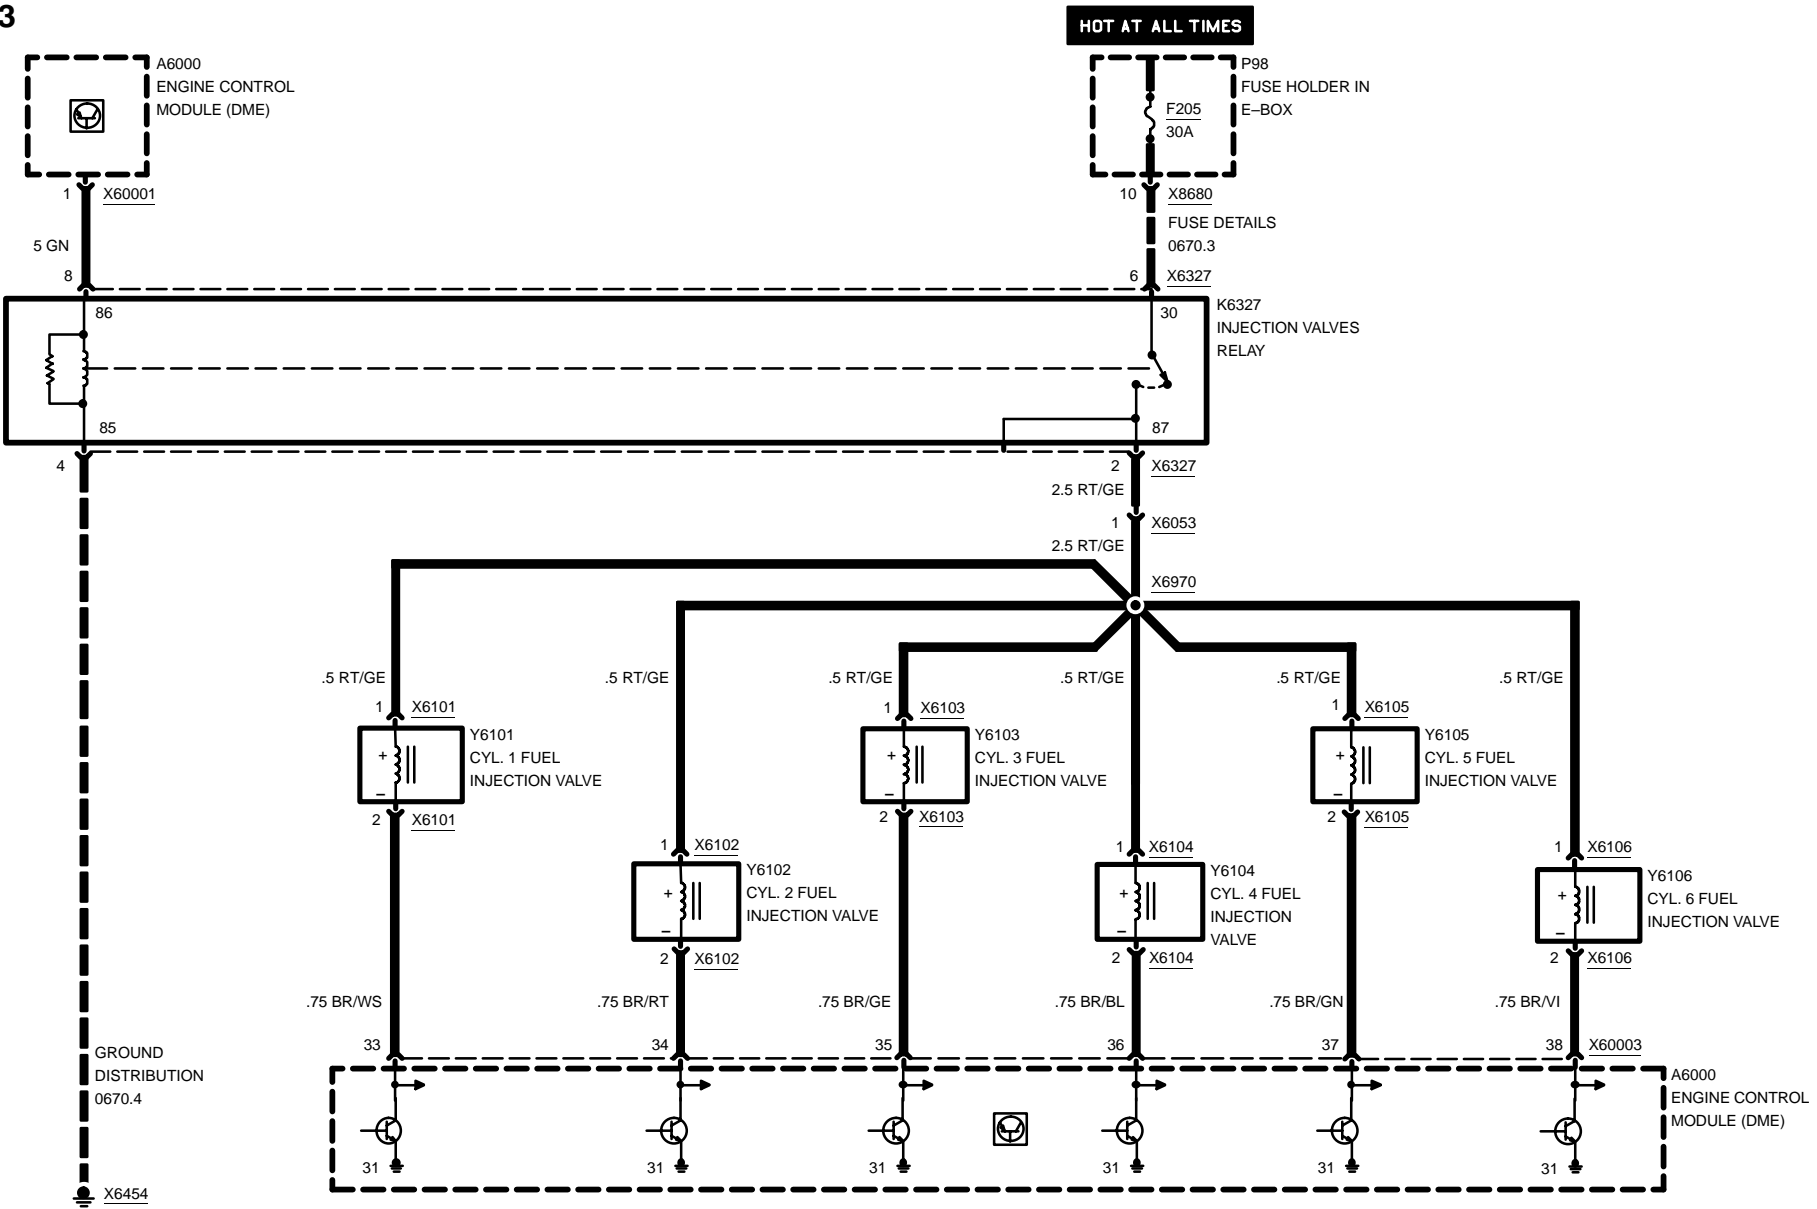 3
HOT AT ALL TIMES
A6000
ENGINE CONTROL
MODULE (DME)
P98
FUSE HOLDER IN
E–BOX
F205
30A
1
X60001
10
X8680
FUSE DETAILS
0670.3
5 GN
8
6
X6327
86
30
K6327
INJECTION VALVES
RELAY
85
87
4
2
X6327
2.5 RT/GE
1
X6053
2.5 RT/GE
X6970
.5 RT/GE
.5 RT/GE
.5 RT/GE
.5 RT/GE
.5 RT/GE
.5 RT/GE
1
X6101
1
X6103
1
X6105
+
–
Y6101
CYL. 1 FUEL
INJECTION VALVE
+
–
Y6103
CYL. 3 FUEL
INJECTION VALVE
+
–
Y6105
CYL. 5 FUEL
INJECTION VALVE
2
X6101
2
X6103
2
X6105
1
X6102
1
X6104
1
X6106
+
–
Y6102
CYL. 2 FUEL
INJECTION VALVE
+
–
Y6104
CYL. 4 FUEL
INJECTION
VALVE
+
–
Y6106
CYL. 6 FUEL
INJECTION VALVE
2
X6102
2
X6104
2
X6106
.75 BR/WS
.75 BR/RT
.75 BR/GE
.75 BR/BL
.75 BR/GN
.75 BR/VI
33
34
35
36
37
38
X60003
GROUND
DISTRIBUTION
0670.4
A6000
ENGINE CONTROL
MODULE (DME)
31
31
31
31
31
31
X6454